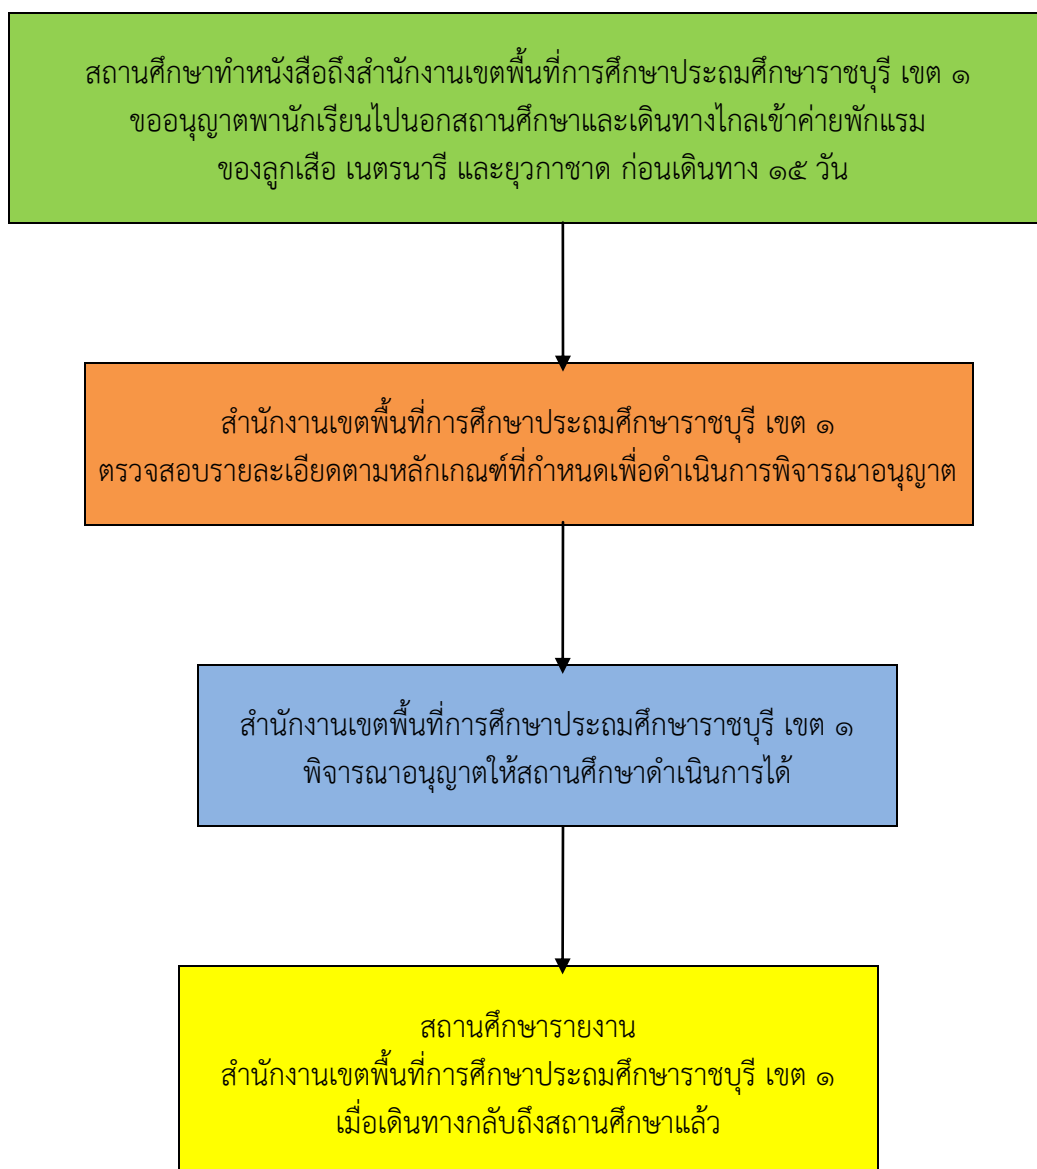 สถานศึกษาทำหนังสือถึงสำนักงานเขตพื้นที่การศึกษาประถมศึกษาราชบุรี เขต ๑
ขออนุญาตพานักเรียนไปนอกสถานศึกษาและเดินทางไกลเข้าค่ายพักแรม
ของลูกเสือ เนตรนารี และยุวกาชาด ก่อนเดินทาง ๑๕ วัน
สำนักงานเขตพื้นที่การศึกษาประถมศึกษาราชบุรี เขต ๑
ตรวจสอบรายละเอียดตามหลักเกณฑ์ที่กำหนดเพื่อดำเนินการพิจารณาอนุญาต
สำนักงานเขตพื้นที่การศึกษาประถมศึกษาราชบุรี เขต ๑
พิจารณาอนุญาตให้สถานศึกษาดำเนินการได้
สถานศึกษารายงาน
สำนักงานเขตพื้นที่การศึกษาประถมศึกษาราชบุรี เขต ๑
เมื่อเดินทางกลับถึงสถานศึกษาแล้ว